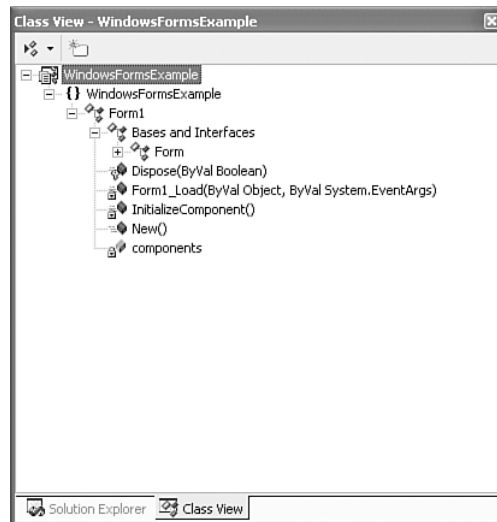 Class View - WindowsFormsExample
WindowsFormsExample
{} WindowsFormsExample
Form1
Bases and Interfaces
Form
Dispose(ByVal Boolean)
Form1_Load(ByVal Object, ByVal System.EventArgs)
InitializeComponent()
New()
components
Solution Explorer Class View